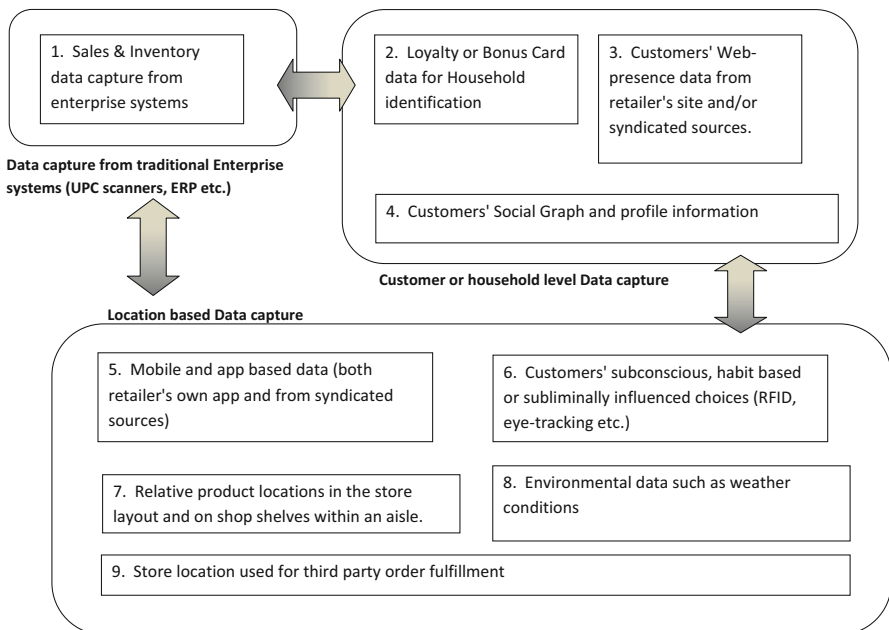 1. Sales & Inventory
data capture from
enterprise systems
2. Loyalty or Bonus Card
data for Household
identification
3. Customers' Web-
presence data from
retailer's site and/or
syndicated sources.
Data capture from traditional Enterprise
systems (UPC scanners, ERP etc.)
4. Customers' Social Graph and profile information
Customer or household level Data capture
Location based Data capture
5. Mobile and app based data (both
retailer's own app and from syndicated
sources)
6. Customers' subconscious, habit based
or subliminally influenced choices (RFID,
eye-tracking etc.)
7. Relative product locations in the store
layout and on shop shelves within an aisle.
8. Environmental data such as weather
conditions
9. Store location used for third party order fulfillment